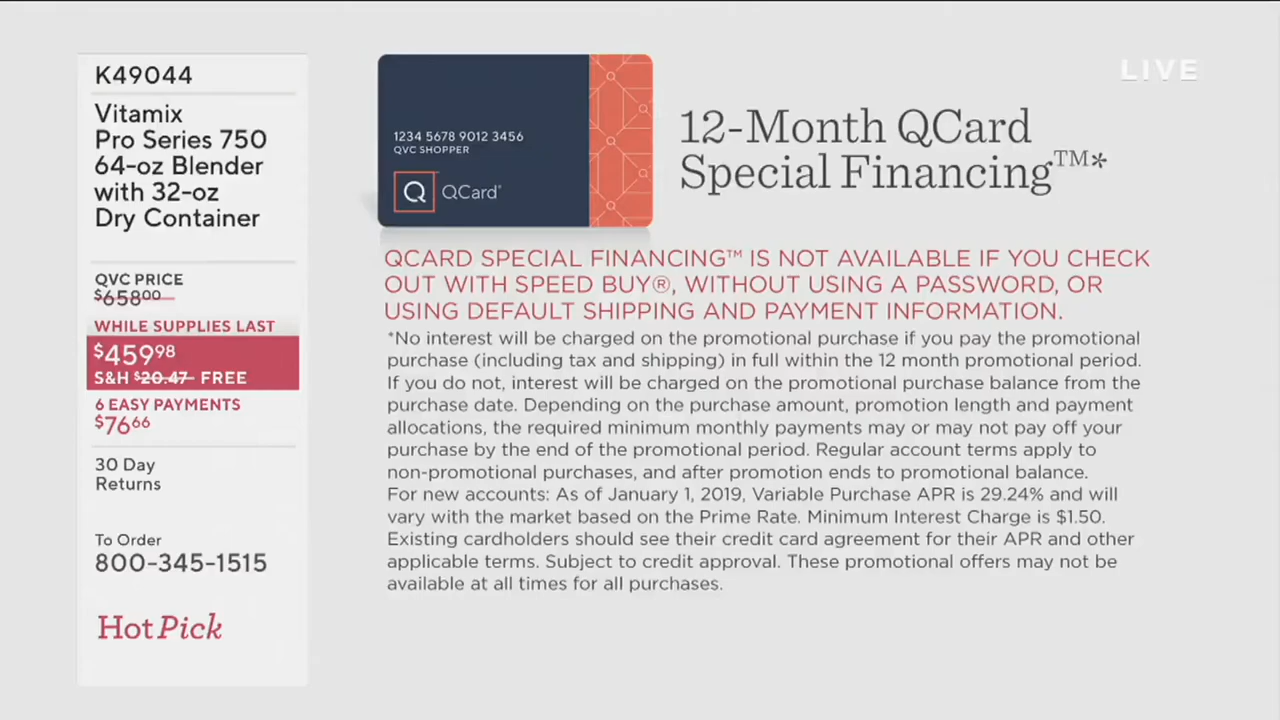 K49044
Vitamix
Pro Series 750
64-oz Blender
with 32-oz
Dry Container
QVC PRICE
$658⁰⁰
WHILE SUPPLIES LAST
$459⁹⁸
S&H $20.47 FREE
6 EASY PAYMENTS
$76⁶⁶
30 Day
Returns
To Order
800-345-1515
Hot Pick
1234 5678 9012 3456
QVC SHOPPER
Q QCard®
LIVE
12-Month QCard
Special Financing™*
QCARD SPECIAL FINANCING™ IS NOT AVAILABLE IF YOU CHECK
OUT WITH SPEED BUY®, WITHOUT USING A PASSWORD, OR
USING DEFAULT SHIPPING AND PAYMENT INFORMATION.
*No interest will be charged on the promotional purchase if you pay the promotional
purchase (including tax and shipping) in full within the 12 month promotional period.
If you do not, interest will be charged on the promotional purchase balance from the
purchase date. Depending on the purchase amount, promotion length and payment
allocations, the required minimum monthly payments may or may not pay off your
purchase by the end of the promotional period. Regular account terms apply to
non-promotional purchases, and after promotion ends to promotional balance.
For new accounts: As of January 1, 2019, Variable Purchase APR is 29.24% and will
vary with the market based on the Prime Rate. Minimum Interest Charge is $1.50.
Existing cardholders should see their credit card agreement for their APR and other
applicable terms. Subject to credit approval. These promotional offers may not be
available at all times for all purchases.